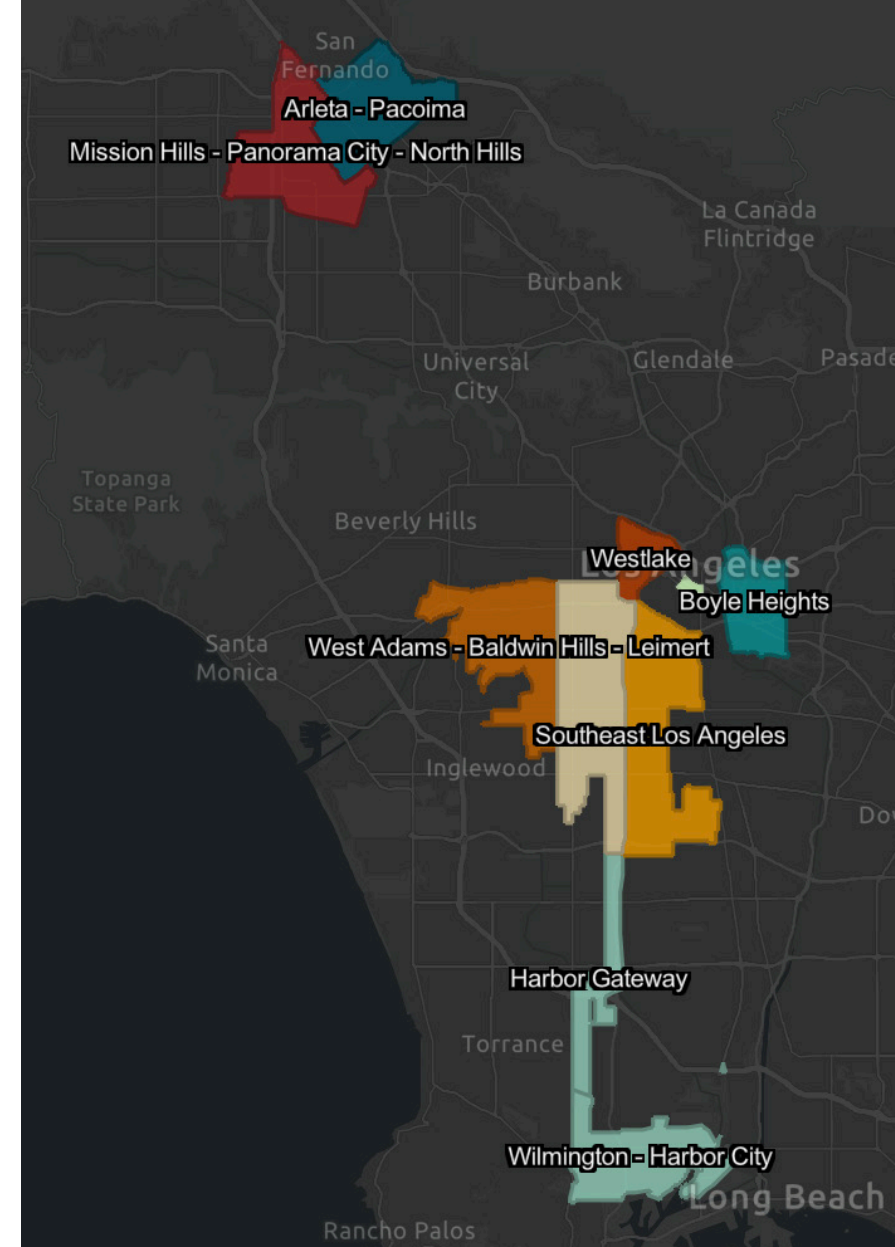 San
Fernando
Arleta - Pacoima
Mission Hills - Panorama City - North Hills
La Canada
Flintridge
Burbank
Universal
City
Glendale
Topanga
State Park
Beverly Hills
Westlake
Los Angeles
Boyle Heights
Santa
Monica
West Adams - Baldwin Hills - Leimert
Southeast Los Angeles
Inglewood
Harbor Gateway
Torrance
Wilmington - Harbor City
Long Beach
Rancho Palos